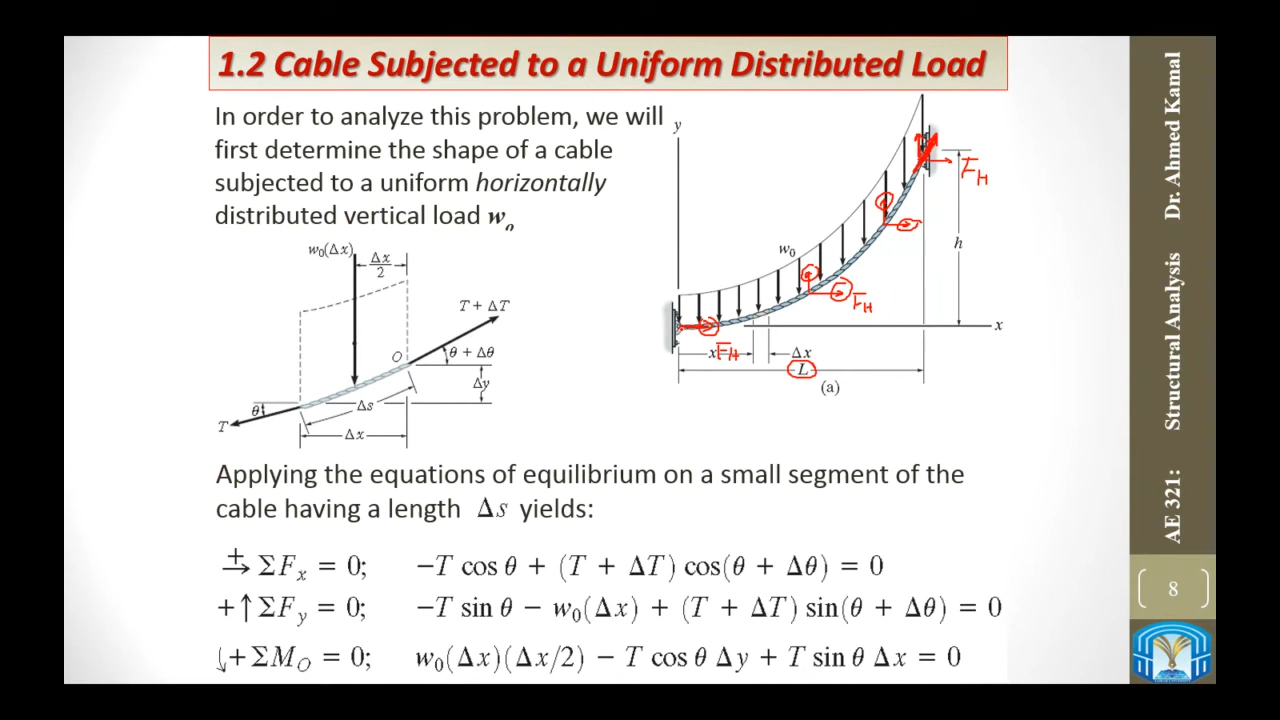 1.2 Cable Subjected to a Uniform Distributed Load
In order to analyze this problem, we will
first determine the shape of a cable
subjected to a uniform horizontally
distributed vertical load wₒ
w₀(Δx)
Δx/2
T + ΔT
O
θ + Δθ
Δy
θ
Δs
T
Δx
y
F_H
h
w₀
F_H
x
x
F_H
Δx
L
(a)
Applying the equations of equilibrium on a small segment of the
cable having a length Δs yields:
+→ ΣFₓ = 0; −T cos θ + (T + ΔT) cos(θ + Δθ) = 0
+↑ ΣF_y = 0; −T sin θ − w₀(Δx) + (T + ΔT) sin(θ + Δθ) = 0
⤹+ ΣM_O = 0; w₀(Δx)(Δx/2) − T cos θ Δy + T sin θ Δx = 0
AE 321: Structural Analysis Dr. Ahmed Kamal
8